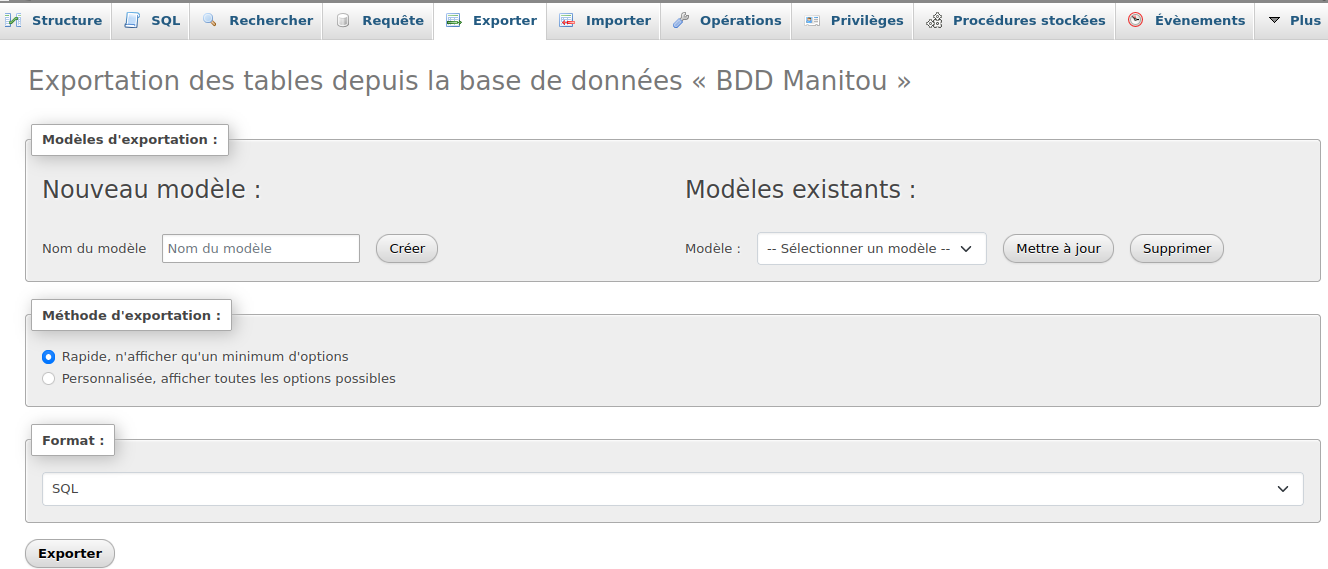 Structure SQL Rechercher Requête Exporter Importer Opérations Privilèges Procédures stockées Évènements Plus
Exportation des tables depuis la base de données « BDD Manitou »
Modèles d'exportation :
Nouveau modèle : Modèles existants :
Nom du modèle Nom du modèle Créer Modèle : -- Sélectionner un modèle -- Mettre à jour Supprimer
Méthode d'exportation :
Rapide, n'afficher qu'un minimum d'options
Personnalisée, afficher toutes les options possibles
Format :
SQL
Exporter